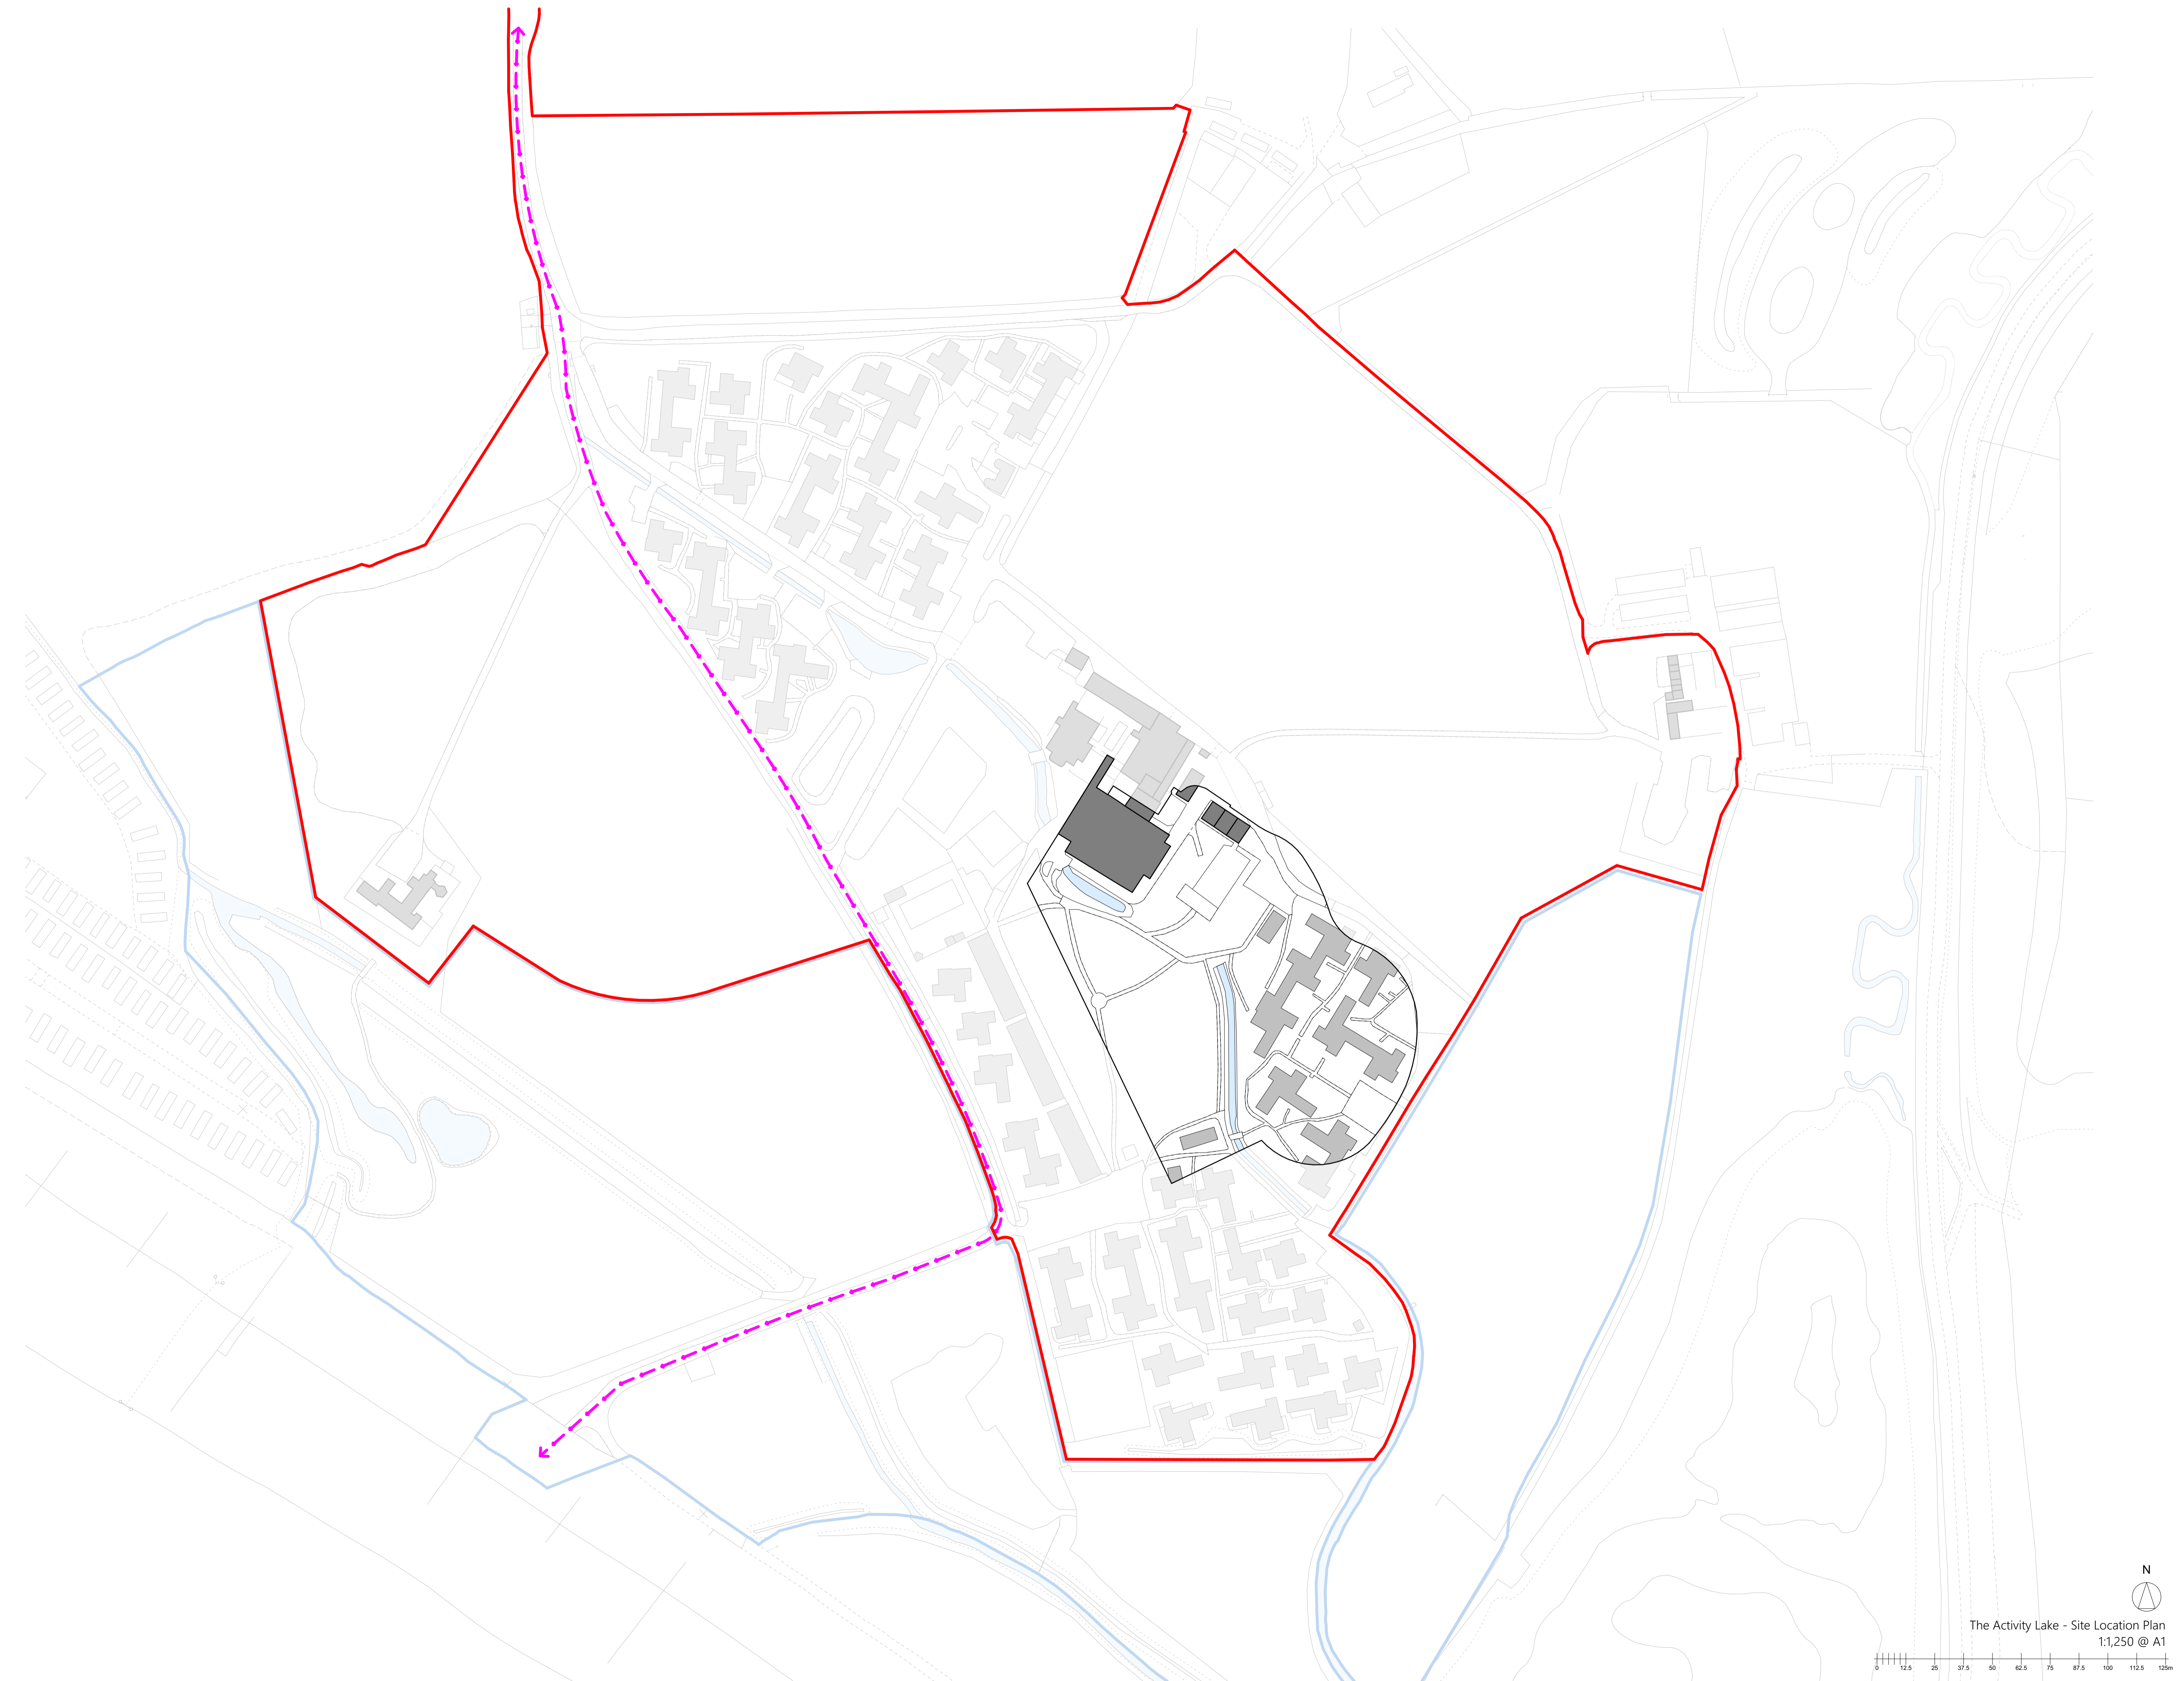 N
The Activity Lake - Site Location Plan
1:1,250 @ A1
0 12.5 25 37.5 50 62.5 75 87.5 100 112.5 125m